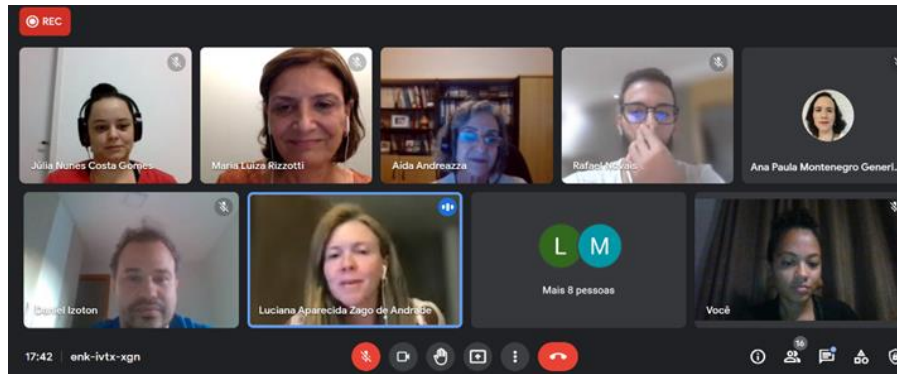 REC
Júlia Nunes Costa Gomes
Maria Luiza Rizzotti
Aida Andreazza
Rafael Novais
Ana Paula Montenegro Generi...
Daniel Izoton
Luciana Aparecida Zago de Andrade
L M
Mais 8 pessoas
Você
17:42 | enk-ivtx-xgn
16